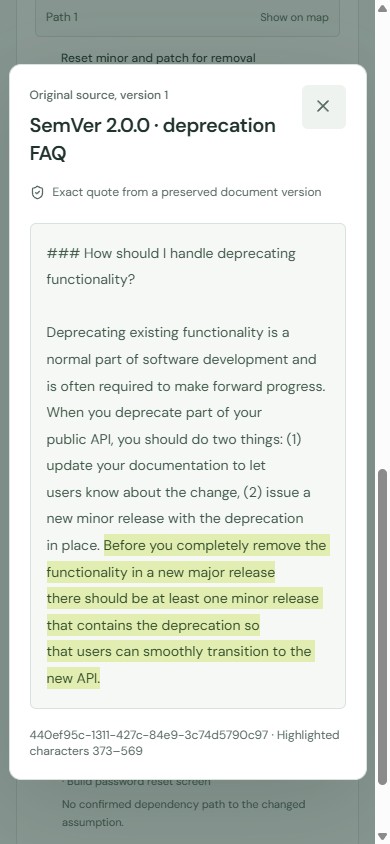 Path 1
Show on map
Reset minor and patch for removal
Original source, version 1
SemVer 2.0.0 · deprecation
FAQ
Exact quote from a preserved document version
### How should I handle deprecating
functionality?
Deprecating existing functionality is a
normal part of software development and
is often required to make forward progress.
When you deprecate part of your
public API, you should do two things: (1)
update your documentation to let
users know about the change, (2) issue a
new minor release with the deprecation
in place. Before you completely remove the
functionality in a new major release
there should be at least one minor release
that contains the deprecation so
that users can smoothly transition to the
new API.
440ef95c-1311-427c-84e9-3c74d5790c97 · Highlighted
characters 373–569
· Build password reset screen
No confirmed dependency path to the changed
assumption.